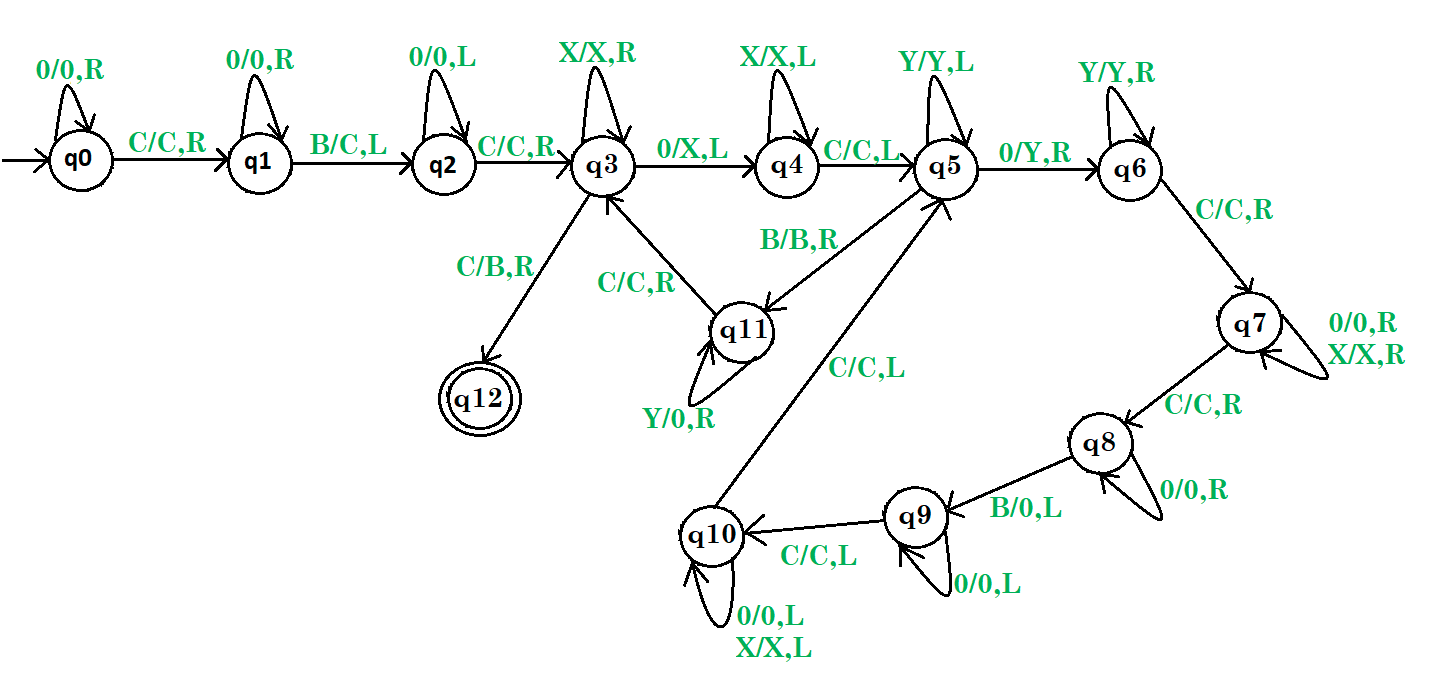 0/0,R
0/0,R
0/0,L
X/X,R
X/X,L
Y/Y,L
Y/Y,R
q0
C/C,R
q1
B/C,L
q2
C/C,R
q3
0/X,L
q4
C/C,L
q5
0/Y,R
q6
C/C,R
B/B,R
C/B,R
C/C,R
q11
q7
0/0,R
X/X,R
C/C,L
q12
Y/0,R
C/C,R
q8
0/0,R
B/0,L
q9
q10
C/C,L
0/0,L
0/0,L
X/X,L